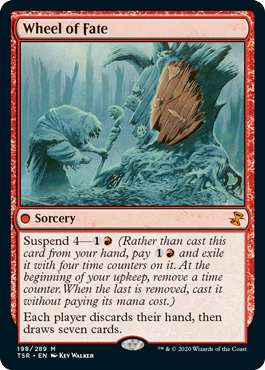 Wheel of Fate
Sorcery
Suspend 4—1 (Rather than cast this
card from your hand, pay 1 and exile
it with four time counters on it. At the
beginning of your upkeep, remove a time
counter. When the last is removed, cast it
without paying its mana cost.)
Each player discards their hand, then
draws seven cards.
198/289 M
TSR • EN Kev Walker
™ & © 2020 Wizards of the Coast